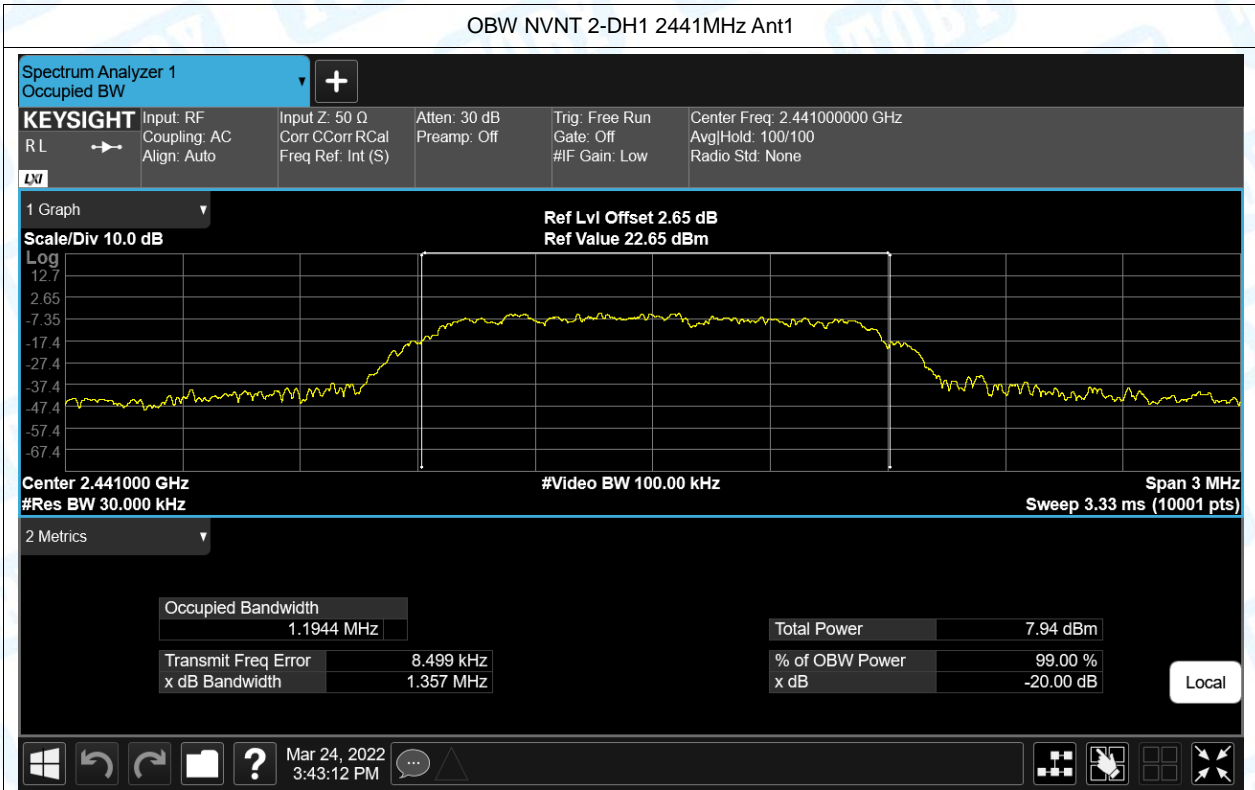 OBW NVNT 2-DH1 2441MHz Ant1
Spectrum Analyzer 1
Occupied BW
KEYSIGHT
R L
LXI
Input: RF
Coupling: AC
Align: Auto
Input Z: 50 Ω
Corr CCorr RCal
Freq Ref: Int (S)
Atten: 30 dB
Preamp: Off
Trig: Free Run
Gate: Off
#IF Gain: Low
Center Freq: 2.441000000 GHz
Avg|Hold: 100/100
Radio Std: None
1 Graph
Scale/Div 10.0 dB
Ref Lvl Offset 2.65 dB
Ref Value 22.65 dBm
Log
12.7
2.65
-7.35
-17.4
-27.4
-37.4
-47.4
-57.4
-67.4
Center 2.441000 GHz
#Res BW 30.000 kHz
#Video BW 100.00 kHz
Span 3 MHz
Sweep 3.33 ms (10001 pts)
2 Metrics
Occupied Bandwidth
1.1944 MHz
Transmit Freq Error 8.499 kHz
x dB Bandwidth 1.357 MHz
Total Power 7.94 dBm
% of OBW Power 99.00 %
x dB -20.00 dB
Local
Mar 24, 2022
3:43:12 PM